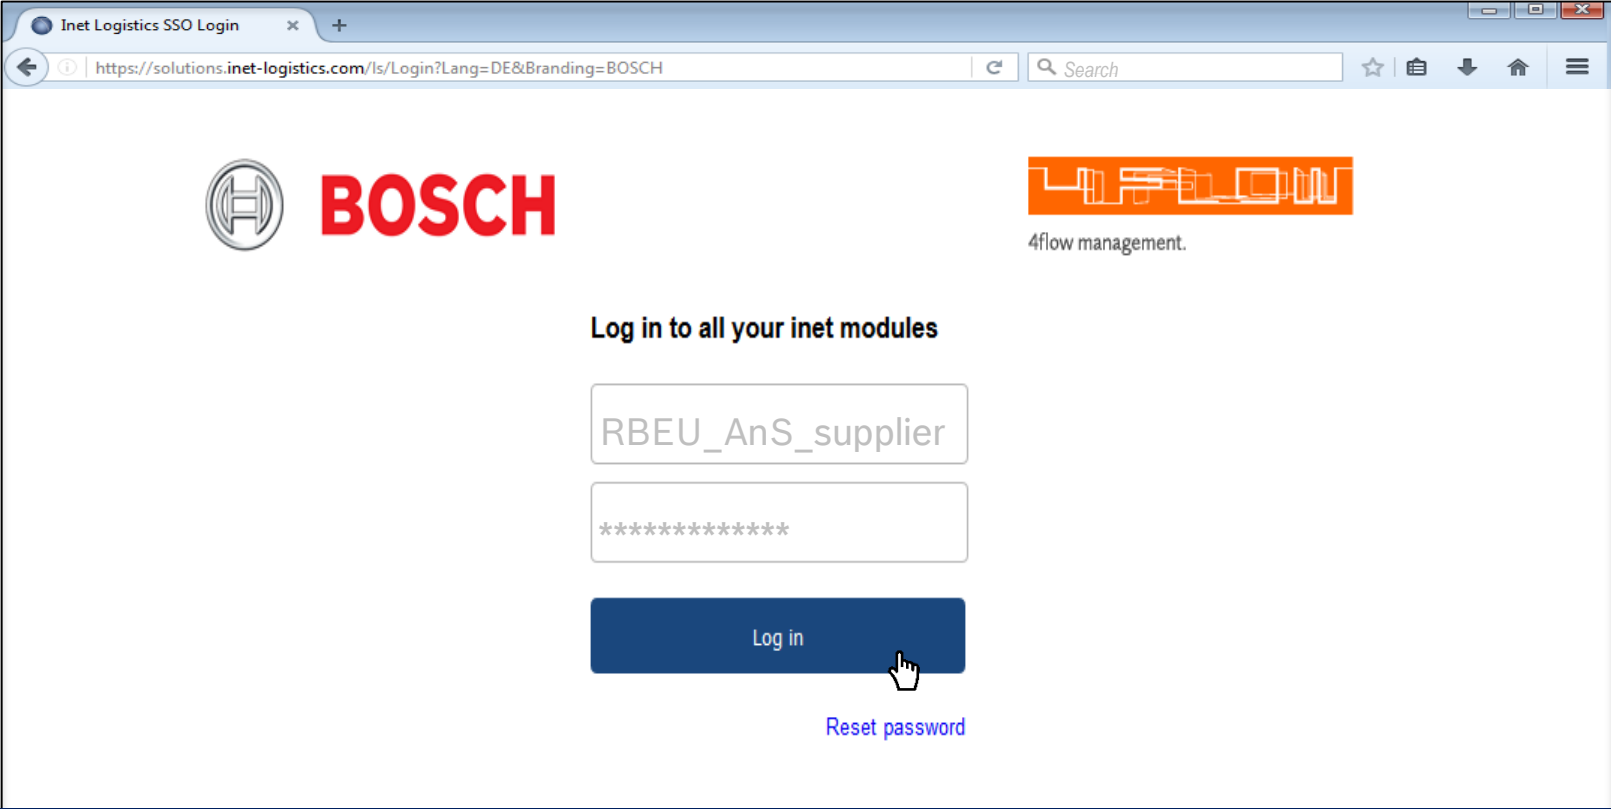 Inet Logistics SSO Login
https://solutions.inet-logistics.com/ls/Login?Lang=DE&Branding=BOSCH
Search
BOSCH
4FLOW
4flow management.
Log in to all your inet modules
RBEU_AnS_supplier
*************
Log in
Reset password